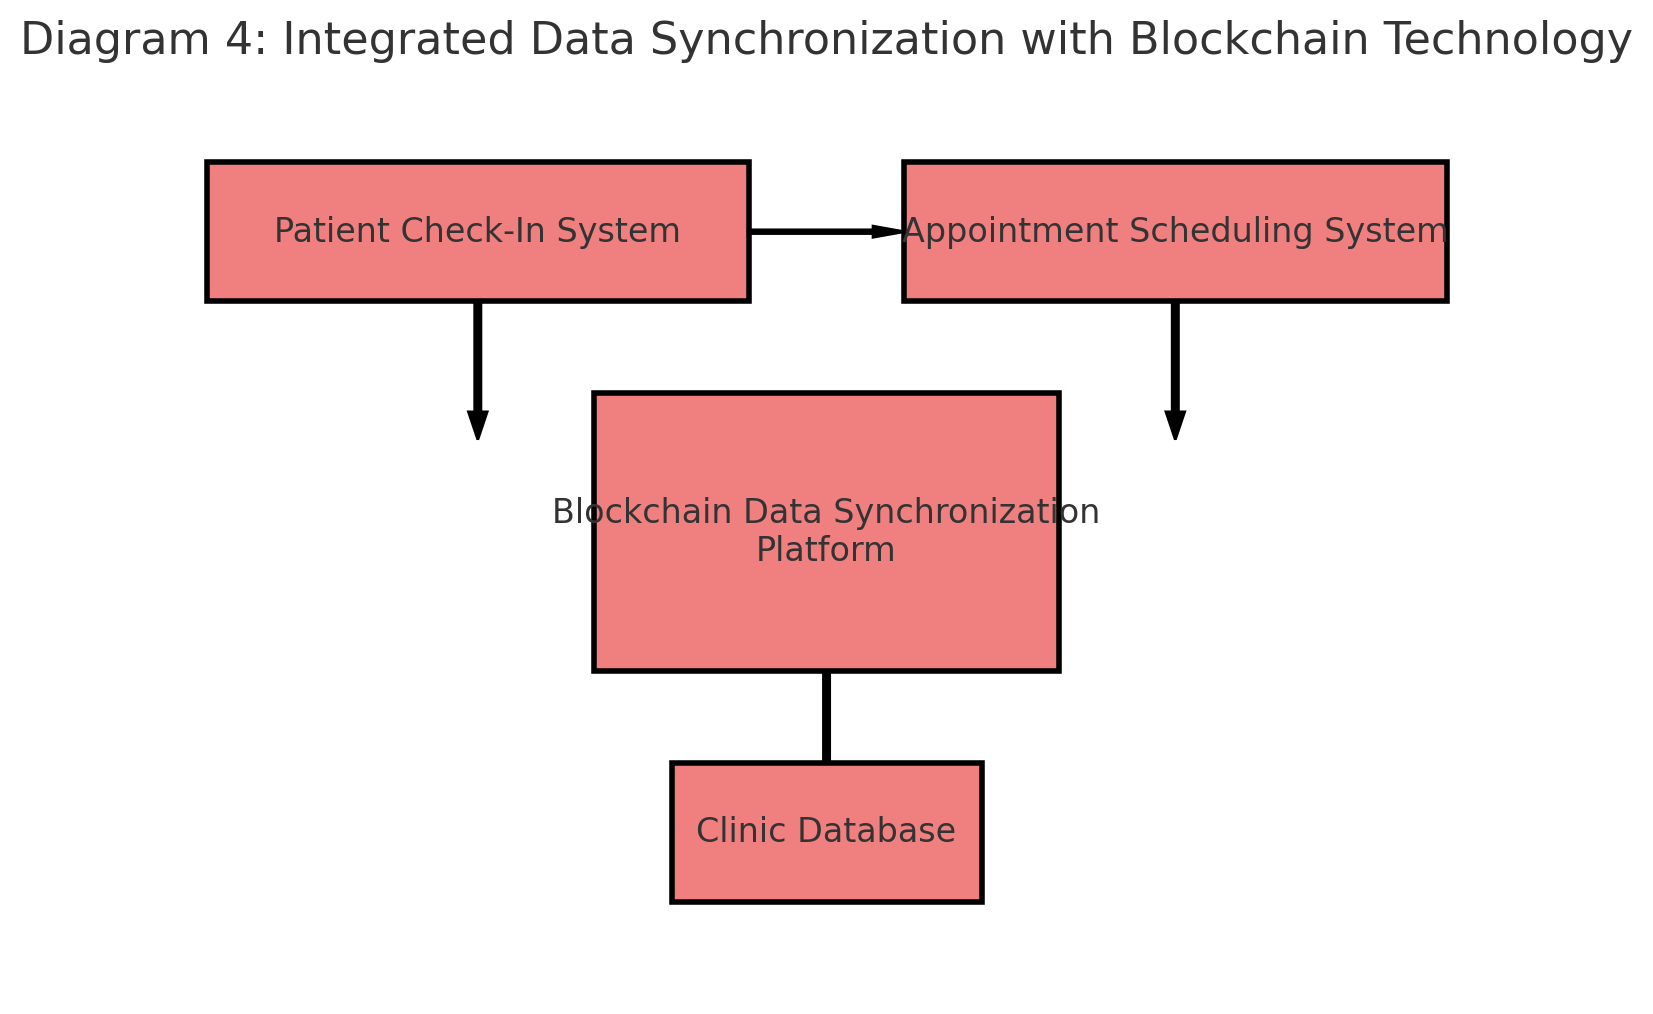 Diagram 4: Integrated Data Synchronization with Blockchain Technology
Patient Check-In System
Appointment Scheduling System
Blockchain Data Synchronization
Platform
Clinic Database